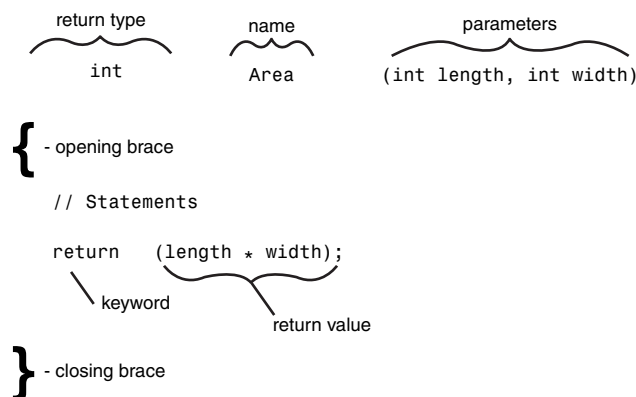 return type name parameters
int Area (int length, int width)
{ - opening brace
// Statements
return (length * width);
keyword
return value
} - closing brace